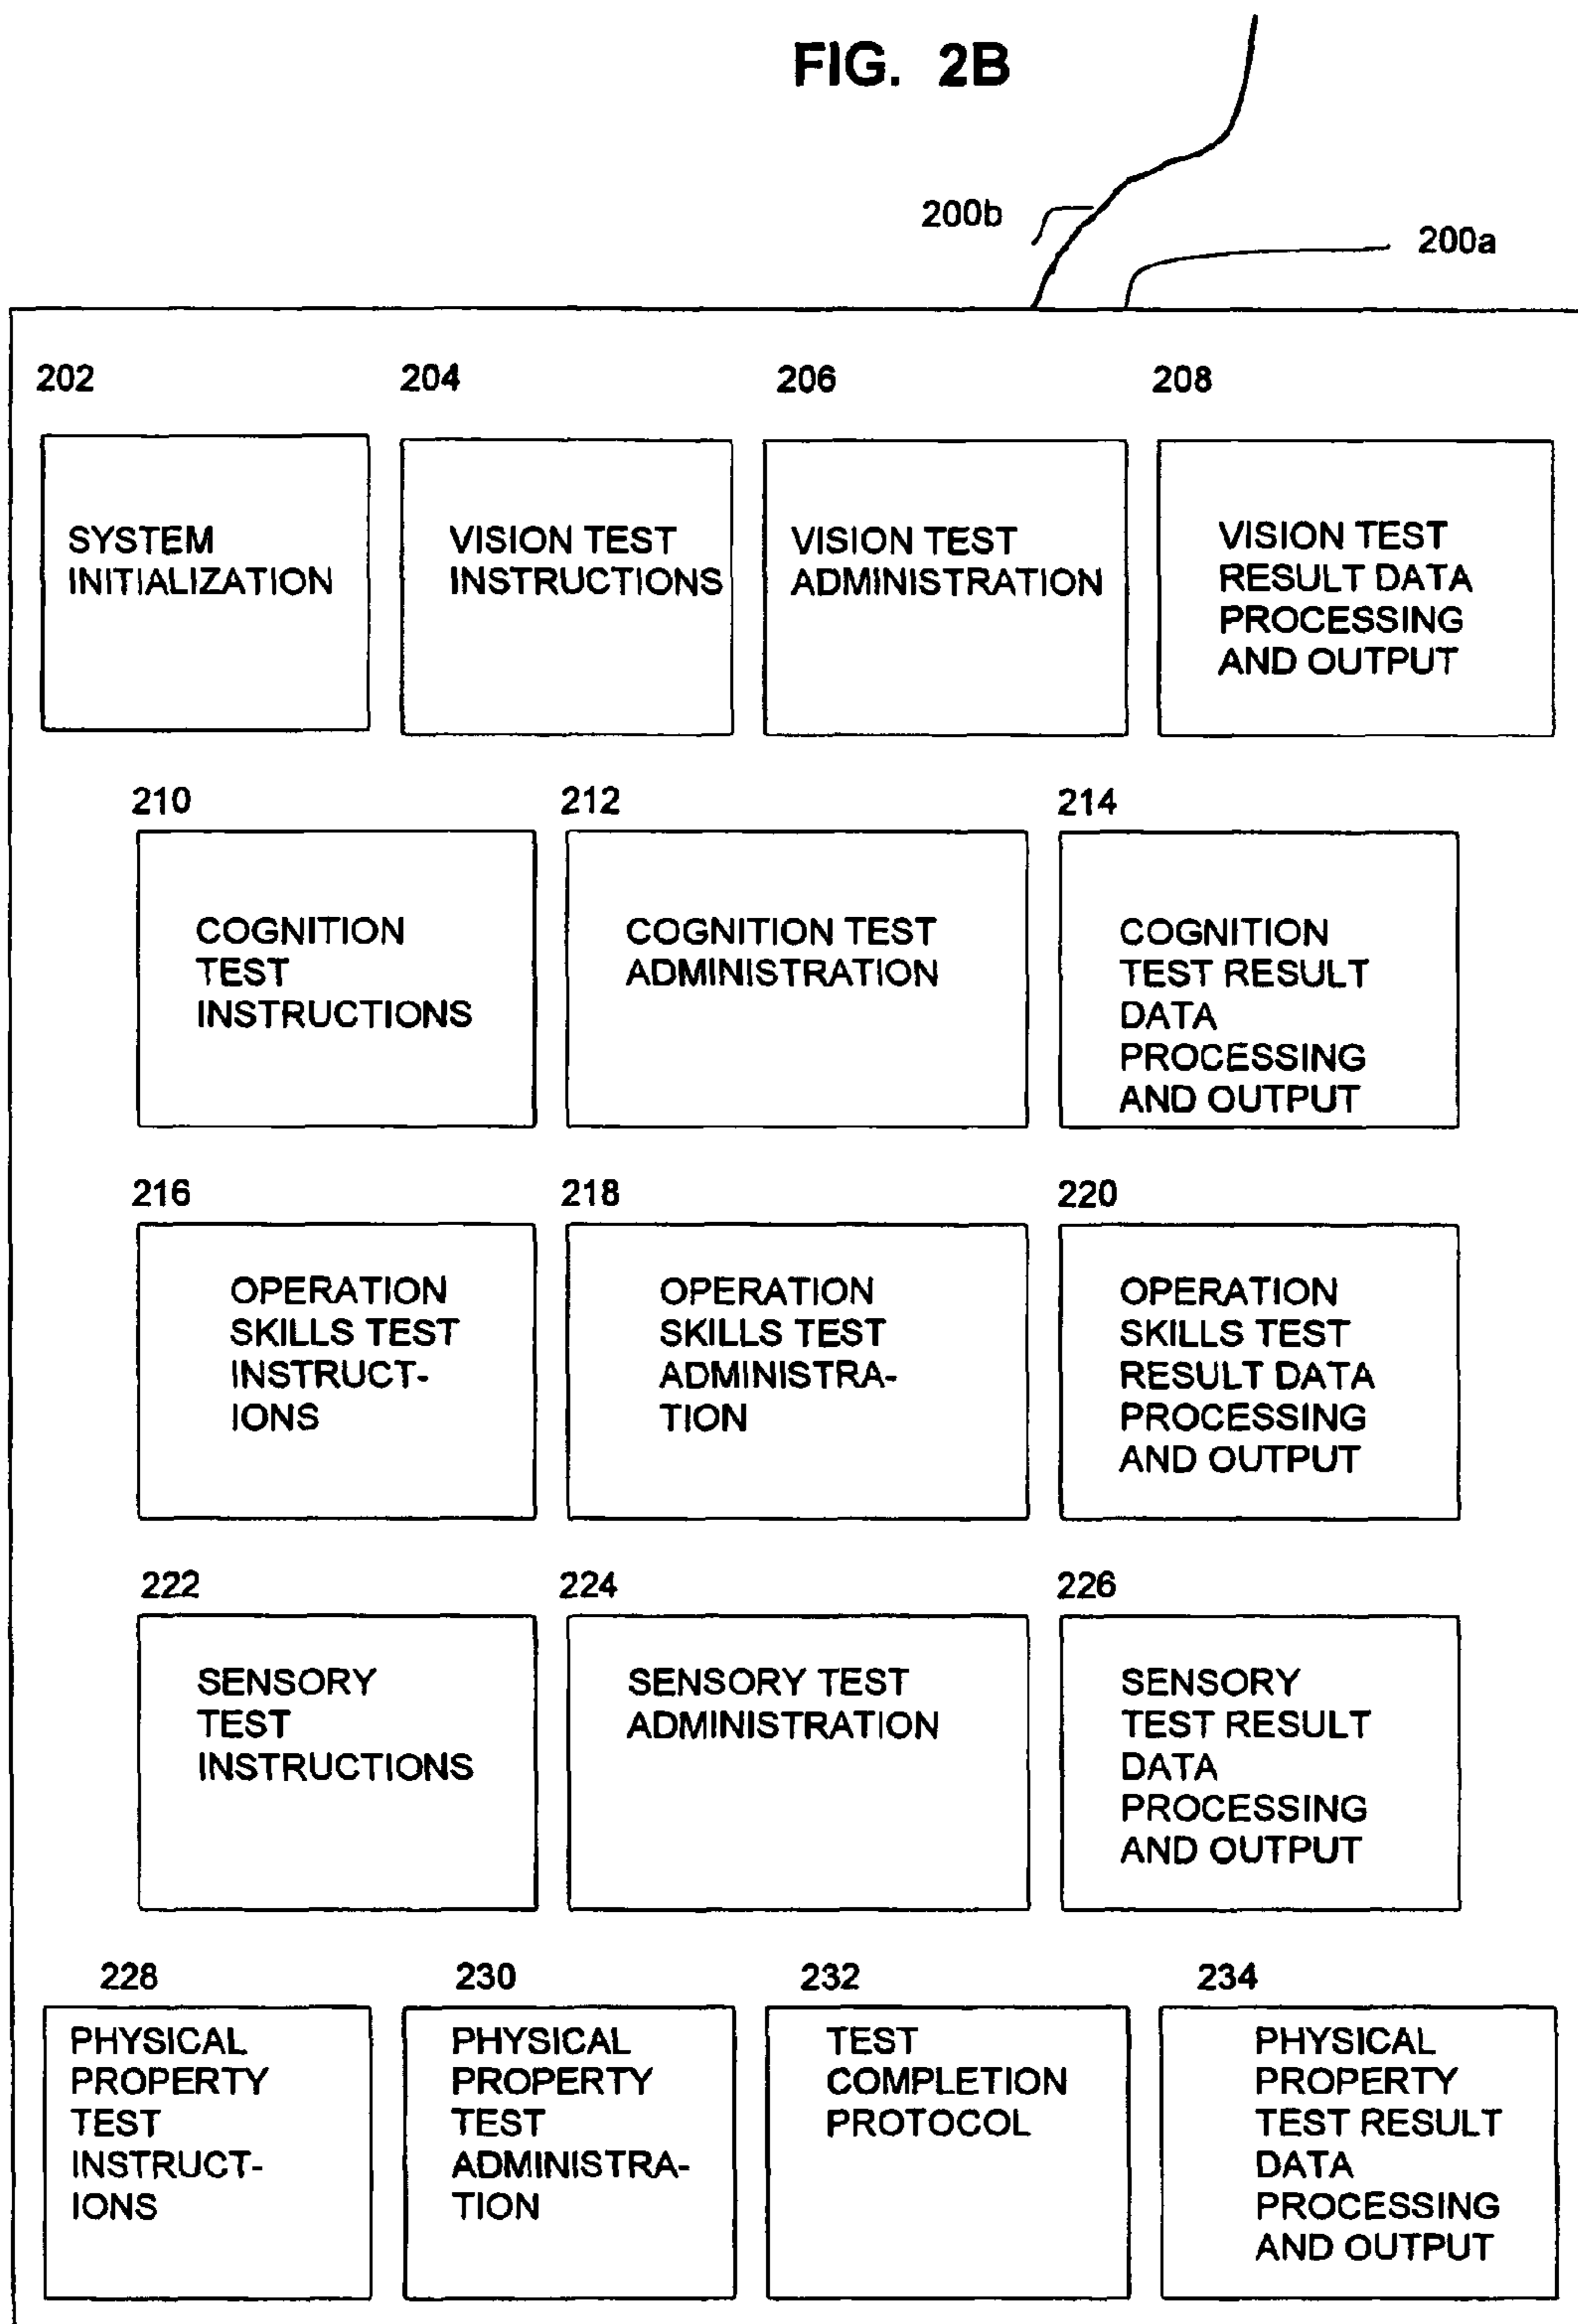 FIG. 2B
200b
200a
202
204
206
208
SYSTEM
INITIALIZATION
VISION TEST
INSTRUCTIONS
VISION TEST
ADMINISTRATION
VISION TEST
RESULT DATA
PROCESSING
AND OUTPUT
210
212
214
COGNITION
TEST
INSTRUCTIONS
COGNITION TEST
ADMINISTRATION
COGNITION
TEST RESULT
DATA
PROCESSING
AND OUTPUT
216
218
220
OPERATION
SKILLS TEST
INSTRUCT-
IONS
OPERATION
SKILLS TEST
ADMINISTRA-
TION
OPERATION
SKILLS TEST
RESULT DATA
PROCESSING
AND OUTPUT
222
224
226
SENSORY
TEST
INSTRUCTIONS
SENSORY TEST
ADMINISTRATION
SENSORY
TEST RESULT
DATA
PROCESSING
AND OUTPUT
228
230
232
234
PHYSICAL
PROPERTY
TEST
INSTRUCT-
IONS
PHYSICAL
PROPERTY
TEST
ADMINISTRA-
TION
TEST
COMPLETION
PROTOCOL
PHYSICAL
PROPERTY
TEST RESULT
DATA
PROCESSING
AND OUTPUT